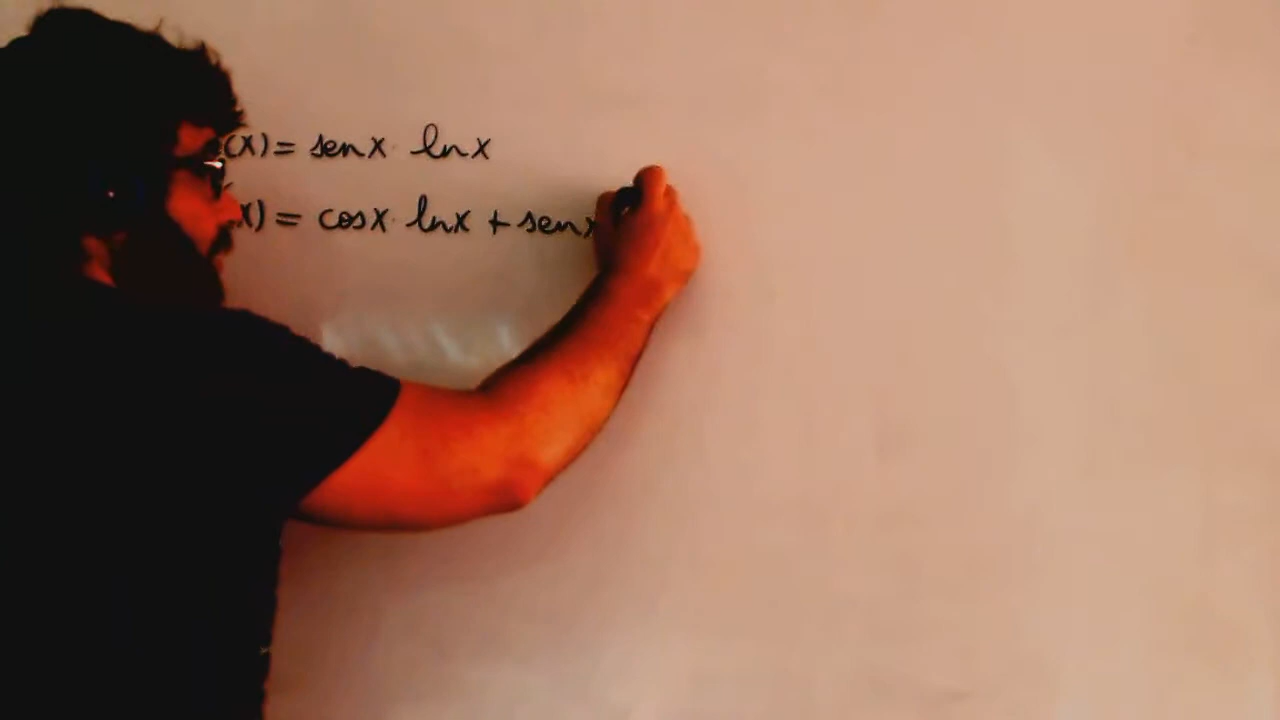 (x) = senx · lnx
x) = cosx · lnx + senx